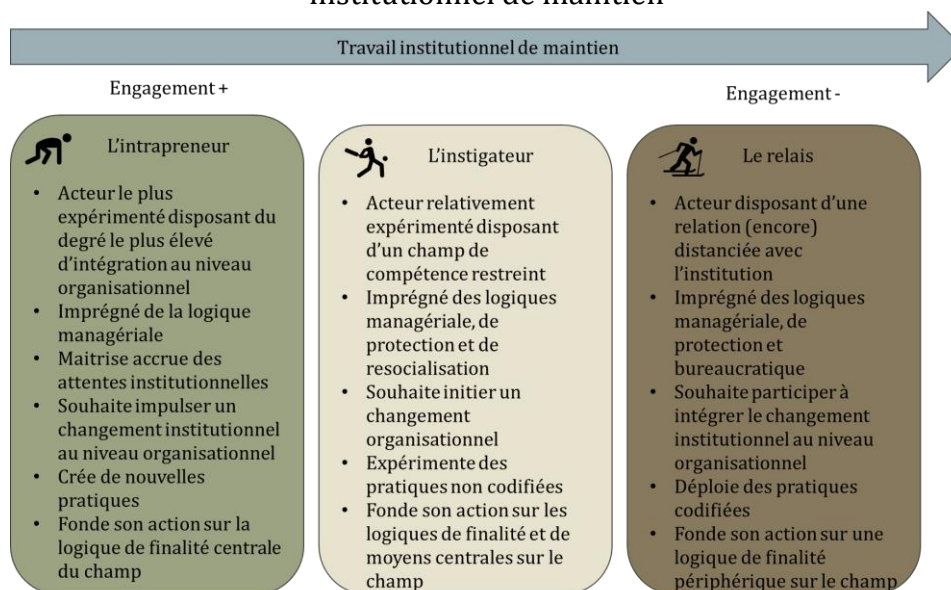 institutionnel de maintien
Travail institutionnel de maintien
Engagement +
Engagement -
L'intrapreneur
• Acteur le plus
expérimenté disposant du
degré le plus élevé
d'intégration au niveau
organisationnel
• Imprégné de la logique
managériale
• Maitrise accrue des
attentes institutionnelles
• Souhaite impulser un
changement institutionnel
au niveau organisationnel
• Crée de nouvelles
pratiques
• Fonde son action sur la
logique de finalité centrale
du champ
L'instigateur
• Acteur relativement
expérimenté disposant
d'un champ de
compétence restreint
• Imprégné des logiques
managériale, de
protection et de
resocialisation
• Souhaite initier un
changement
organisationnel
• Expérimente des
pratiques non codifiées
• Fonde son action sur les
logiques de finalité et de
moyens centrales sur le
champ
Le relais
• Acteur disposant d'une
relation (encore)
distanciée avec
l'institution
• Imprégné des logiques
managériale, de
protection et
bureaucratique
• Souhaite participer à
intégrer le changement
institutionnel au niveau
organisationnel
• Déploie des pratiques
codifiées
• Fonde son action sur une
logique de finalité
périphérique sur le champ